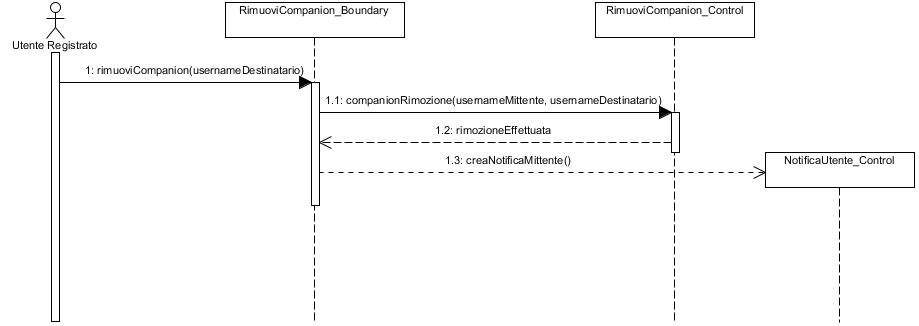 RimuoviCompanion_Boundary
RimuoviCompanion_Control
Utente Registrato
1: rimuoviCompanion(usernameDestinatario)
1.1: companionRimozione(usernameMittente, usernameDestinatario)
1.2: rimozioneEffettuata
1.3: creaNotificaMittente()
NotificaUtente_Control